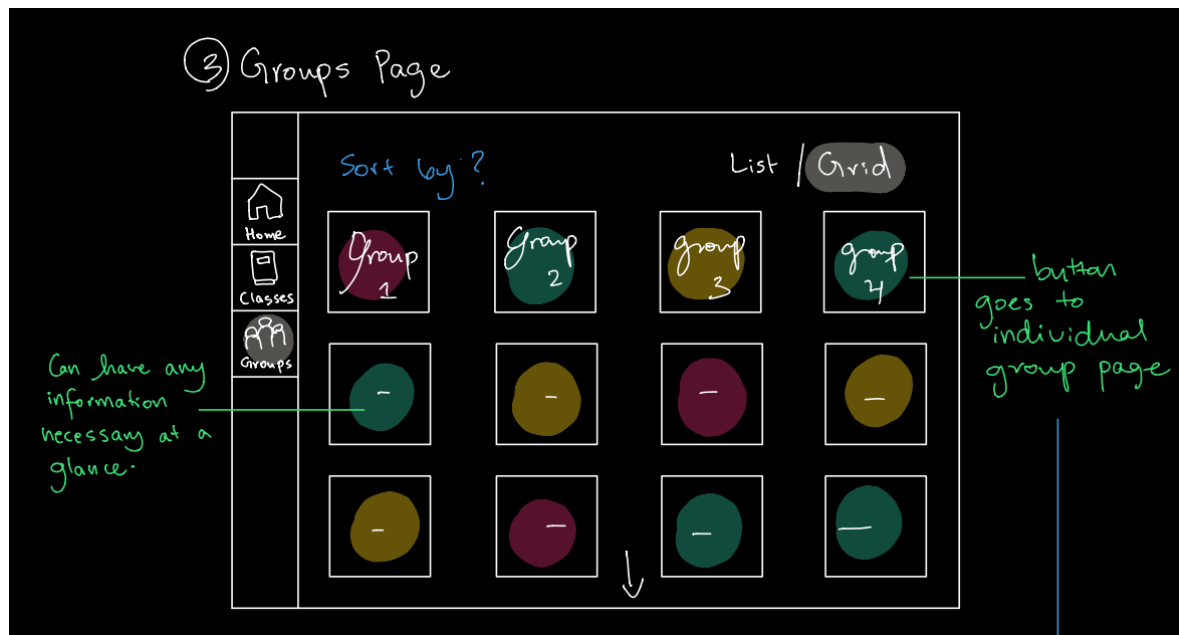 ③ Groups Page
Sort by ?
List / Grid
Home
Classes
Groups
Group
1
Group
2
group
3
group
4
Can have any
information
necessary at a
glance.
button
goes to
individual
group page